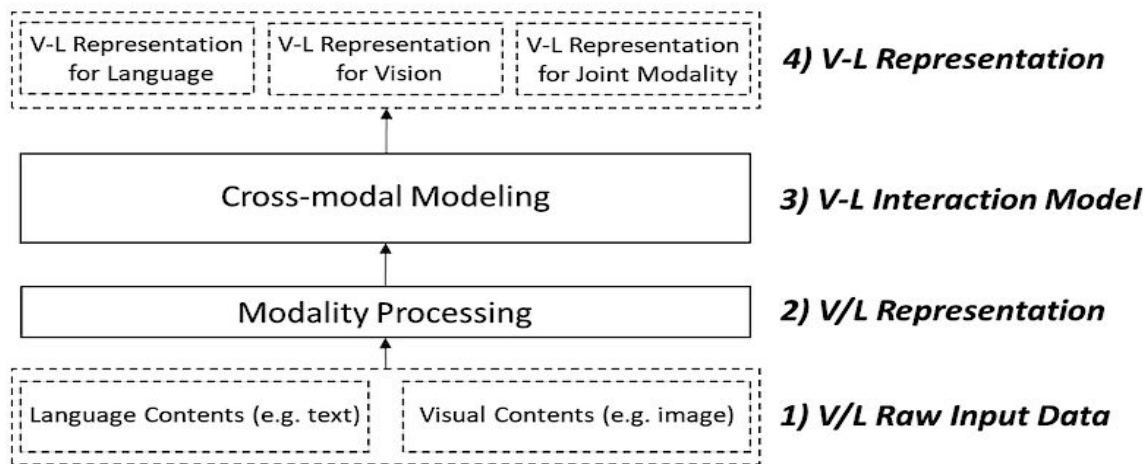 V-L Representation
for Language
V-L Representation
for Vision
V-L Representation
for Joint Modality
4) V-L Representation
Cross-modal Modeling
3) V-L Interaction Model
Modality Processing
2) V/L Representation
Language Contents (e.g. text)
Visual Contents (e.g. image)
1) V/L Raw Input Data